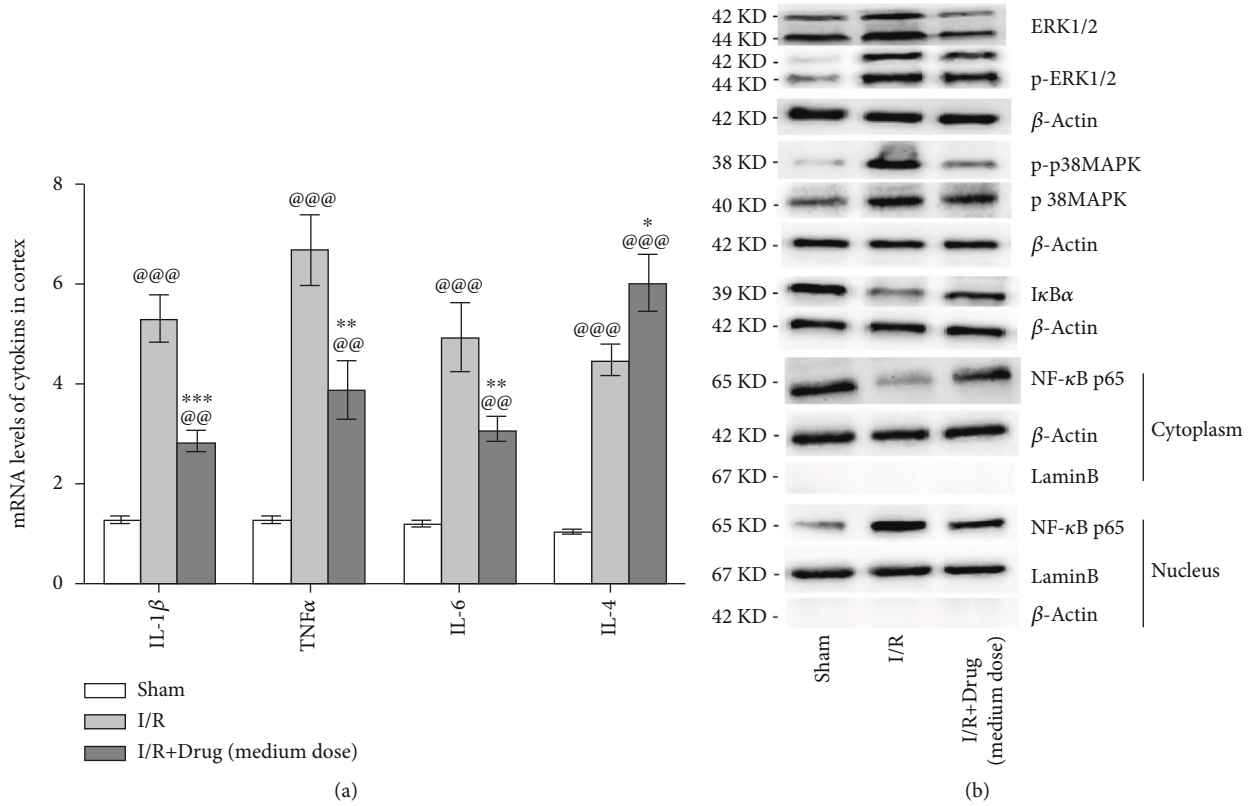 mRNA levels of cytokins in cortex
8
6
4
2
0
@@@
***
@@
@@@
**
@@
@@@
**
@@
@@@
*
@@@
IL-1β
TNFα
IL-6
IL-4
Sham
I/R
I/R+Drug (medium dose)
(a)
42 KD -
44 KD -
ERK1/2
42 KD -
44 KD -
p-ERK1/2
42 KD -
β-Actin
38 KD -
p-p38MAPK
40 KD -
p 38MAPK
42 KD -
β-Actin
39 KD -
IκBα
42 KD -
β-Actin
65 KD -
NF-κB p65
42 KD -
β-Actin
67 KD -
LaminB
Cytoplasm
65 KD -
NF-κB p65
67 KD -
LaminB
42 KD -
β-Actin
Nucleus
Sham
I/R
I/R+Drug
(medium dose)
(b)